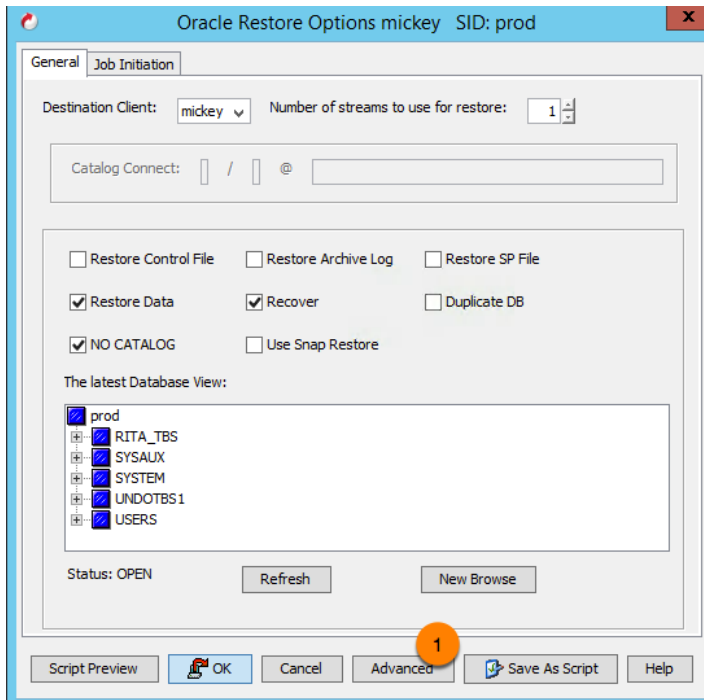 Oracle Restore Options mickey SID: prod
x
General Job Initiation
Destination Client: mickey Number of streams to use for restore: 1
Catalog Connect: / @
Restore Control File Restore Archive Log Restore SP File
Restore Data Recover Duplicate DB
NO CATALOG Use Snap Restore
The latest Database View:
prod
RITA_TBS
SYSAUX
SYSTEM
UNDOTBS1
USERS
Status: OPEN Refresh New Browse
1
Script Preview OK Cancel Advanced Save As Script Help